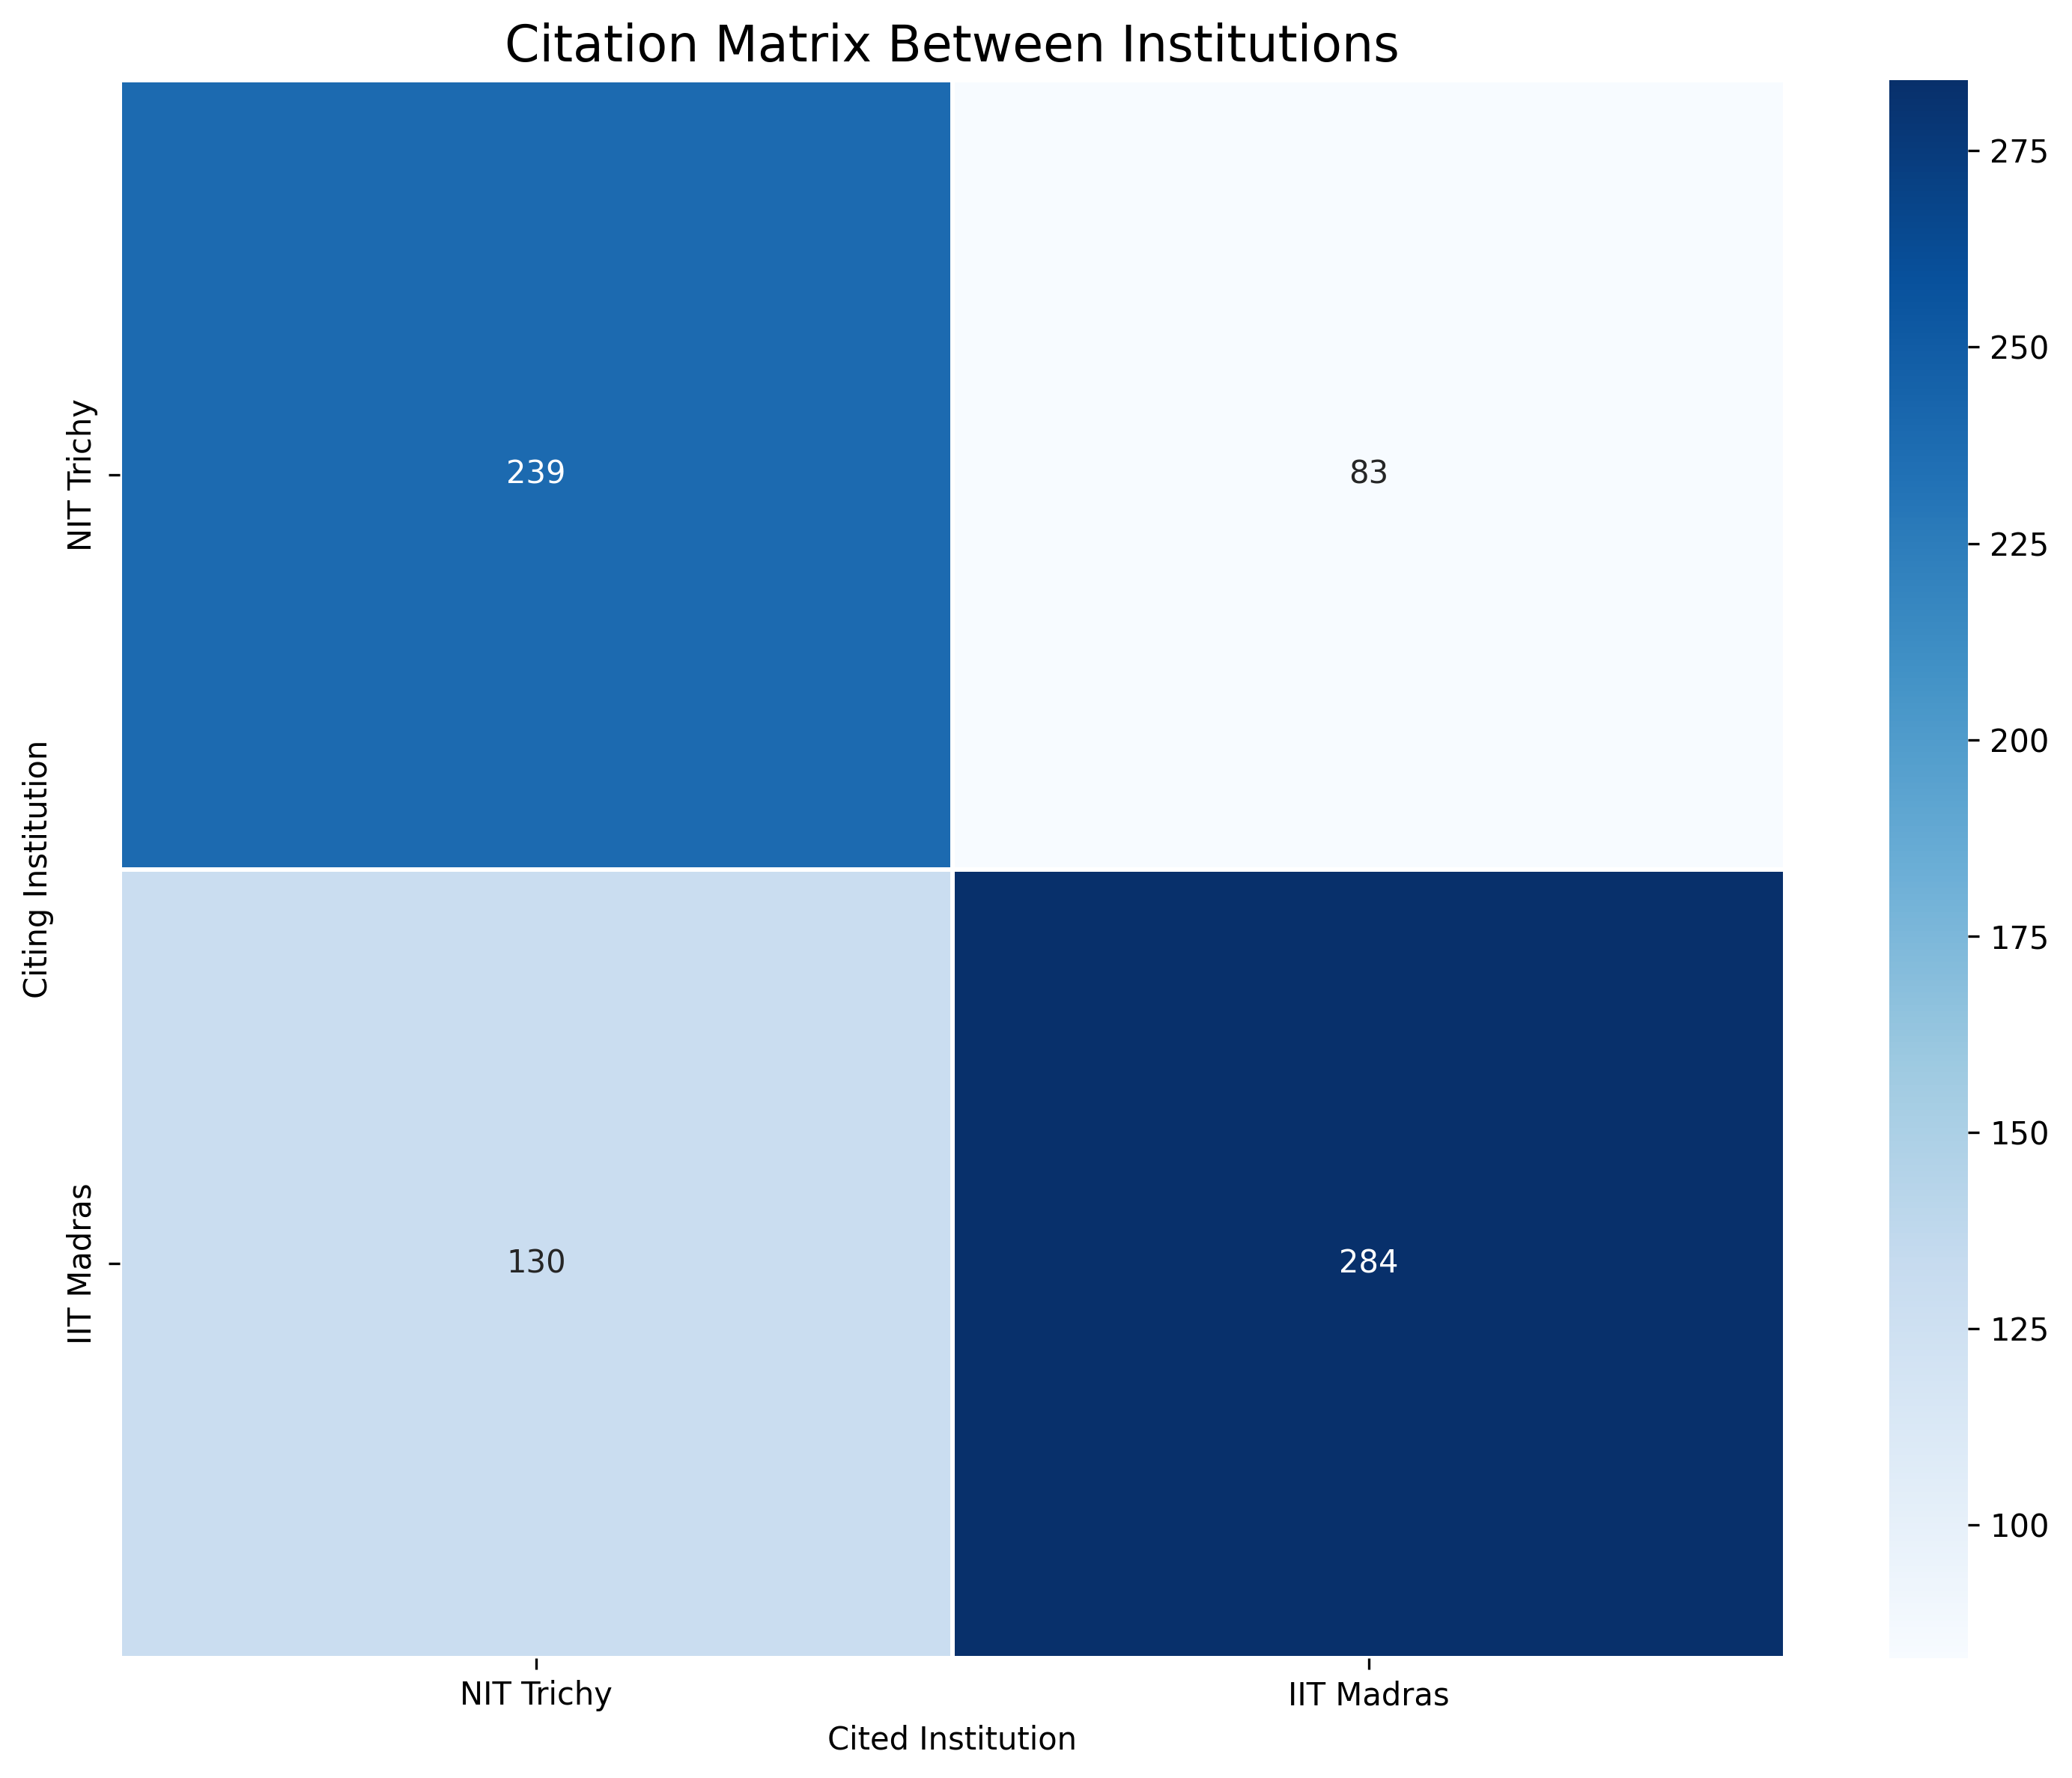 Citation Matrix Between Institutions
Citing Institution
NIT Trichy
239
83
IIT Madras
130
284
NIT Trichy
IIT Madras
Cited Institution
275
250
225
200
175
150
125
100